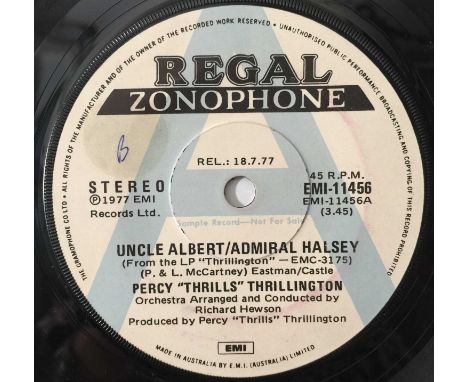 ALL RIGHTS OF THE MANUFACTURER AND OF THE OWNER OF THE RECORDED WORK RESERVED • UNAUTHORISED PUBLIC PERFORMANCE BROADCASTING AND COPYING OF THIS RECORD PROHIBITED
THE GRAMOPHONE CO LTD •
REGAL
ZONOPHONE
B
REL.: 18.7.77
STEREO
Ⓟ1977 EMI
Records Ltd.
45 R.P.M.
EMI-11456
EMI-11456A
(3.45)
Sample Record—Not For Sale
UNCLE ALBERT/ADMIRAL HALSEY
(From the LP "Thrillington" —EMC-3175)
(P. & L. McCartney) Eastman/Castle
PERCY "THRILLS" THRILLINGTON
Orchestra Arranged and Conducted by
Richard Hewson
Produced by Percy "Thrills" Thrillington
EMI
MADE IN AUSTRALIA BY E.M.I. (AUSTRALIA) LIMITED